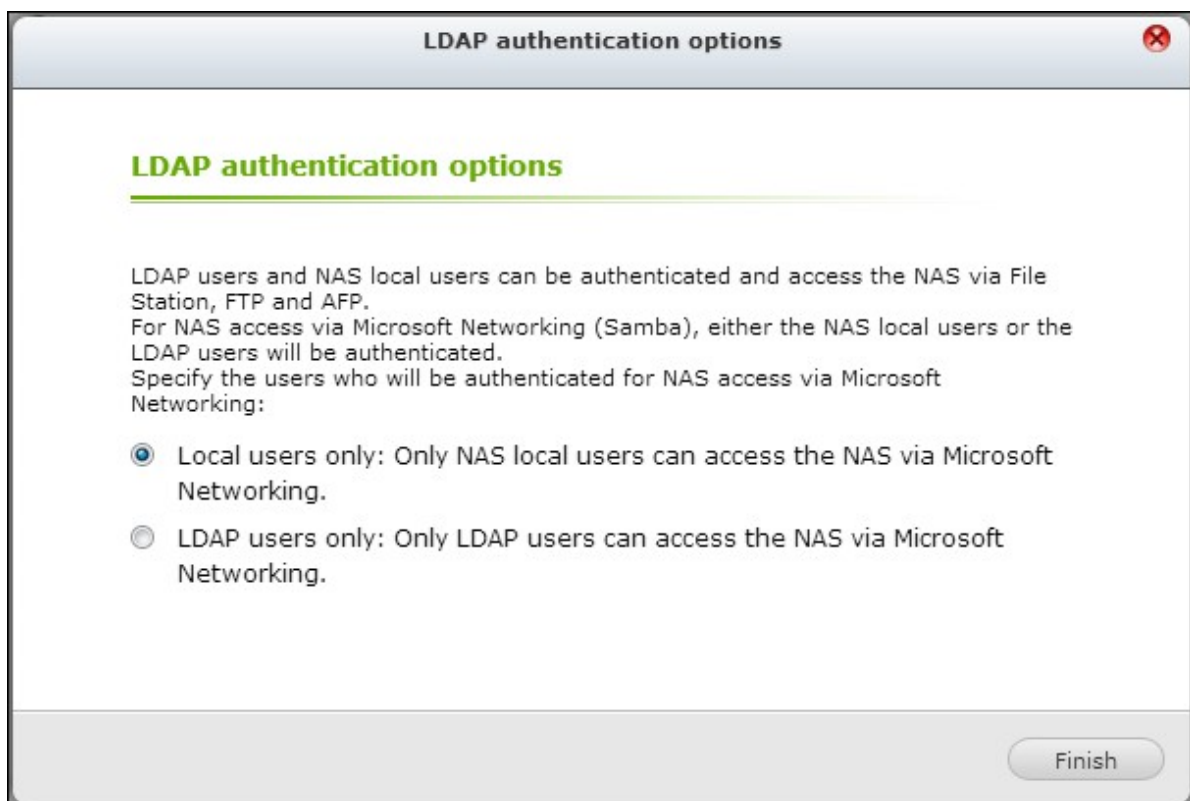 LDAP authentication options
LDAP authentication options
LDAP users and NAS local users can be authenticated and access the NAS via File
Station, FTP and AFP.
For NAS access via Microsoft Networking (Samba), either the NAS local users or the
LDAP users will be authenticated.
Specify the users who will be authenticated for NAS access via Microsoft
Networking:
Local users only: Only NAS local users can access the NAS via Microsoft
Networking.
LDAP users only: Only LDAP users can access the NAS via Microsoft
Networking.
Finish